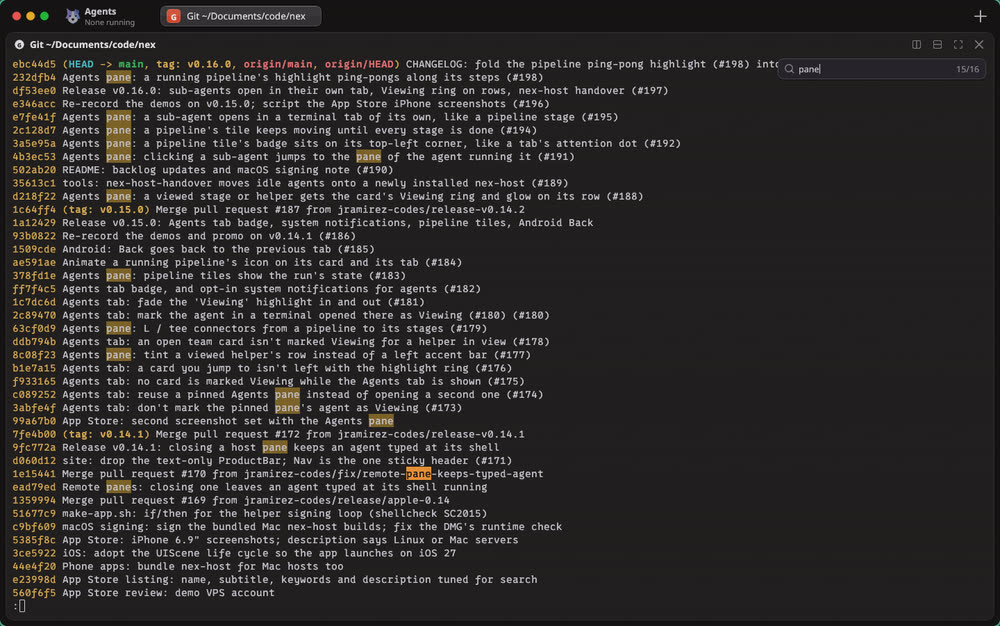 Agents
None running
G Git ~/Documents/code/nex
G Git ~/Documents/code/nex
pane 15/16
ebc44d5 (HEAD -> main, tag: v0.16.0, origin/main, origin/HEAD) CHANGELOG: fold the pipeline ping-pong highlight (#198) into
232dfb4 Agents pane: a running pipeline's highlight ping-pongs along its steps (#198)
df53ee0 Release v0.16.0: sub-agents open in their own tab, Viewing ring on rows, nex-host handover (#197)
e346acc Re-record the demos on v0.15.0; script the App Store iPhone screenshots (#196)
e7fe41f Agents pane: a sub-agent opens in a terminal tab of its own, like a pipeline stage (#195)
2c128d7 Agents pane: a pipeline's tile keeps moving until every stage is done (#194)
3a5e95a Agents pane: a pipeline tile's badge sits on its top-left corner, like a tab's attention dot (#192)
4b3ec53 Agents pane: clicking a sub-agent jumps to the pane of the agent running it (#191)
502ab20 README: backlog updates and macOS signing note (#190)
35613c1 tools: nex-host-handover moves idle agents onto a newly installed nex-host (#189)
d218f22 Agents pane: a viewed stage or helper gets the card's Viewing ring and glow on its row (#188)
1c64ff4 (tag: v0.15.0) Merge pull request #187 from jramirez-codes/release-v0.14.2
1a12429 Release v0.15.0: Agents tab badge, system notifications, pipeline tiles, Android Back
93b0822 Re-record the demos and promo on v0.14.1 (#186)
1509cde Android: Back goes back to the previous tab (#185)
ae591ae Animate a running pipeline's icon on its card and its tab (#184)
378fd1e Agents pane: pipeline tiles show the run's state (#183)
ff7f4c5 Agents tab badge, and opt-in system notifications for agents (#182)
1c7dc6d Agents tab: fade the 'Viewing' highlight in and out (#181)
2c89470 Agents tab: mark the agent in a terminal opened there as Viewing (#180) (#180)
63cf0d9 Agents pane: L / tee connectors from a pipeline to its stages (#179)
ddb794b Agents tab: an open team card isn't marked Viewing for a helper in view (#178)
8c08f23 Agents pane: tint a viewed helper's row instead of a left accent bar (#177)
b1e7a15 Agents tab: a card you jump to isn't left with the highlight ring (#176)
f933165 Agents tab: no card is marked Viewing while the Agents tab is shown (#175)
c089252 Agents tab: reuse a pinned Agents pane instead of opening a second one (#174)
3abfe4f Agents tab: don't mark the pinned pane's agent as Viewing (#173)
99a67b0 App Store: second screenshot set with the Agents pane
7fe4b00 (tag: v0.14.1) Merge pull request #172 from jramirez-codes/release-v0.14.1
9fc772a Release v0.14.1: closing a host pane keeps an agent typed at its shell
d060d12 site: drop the text-only ProductBar; Nav is the one sticky header (#171)
1e15441 Merge pull request #170 from jramirez-codes/fix/remote-pane-keeps-typed-agent
ead79ed Remote panes: closing one leaves an agent typed at its shell running
1359994 Merge pull request #169 from jramirez-codes/release/apple-0.14
51677c9 make-app.sh: if/then for the helper signing loop (shellcheck SC2015)
c9bf609 macOS signing: sign the bundled Mac nex-host builds; fix the DMG's runtime check
5385f8c App Store: iPhone 6.9" screenshots; description says Linux or Mac servers
3ce5922 iOS: adopt the UIScene life cycle so the app launches on iOS 27
44e4f20 Phone apps: bundle nex-host for Mac hosts too
e23998d App Store listing: name, subtitle, keywords and description tuned for search
560f6f5 App Store review: demo VPS account
: